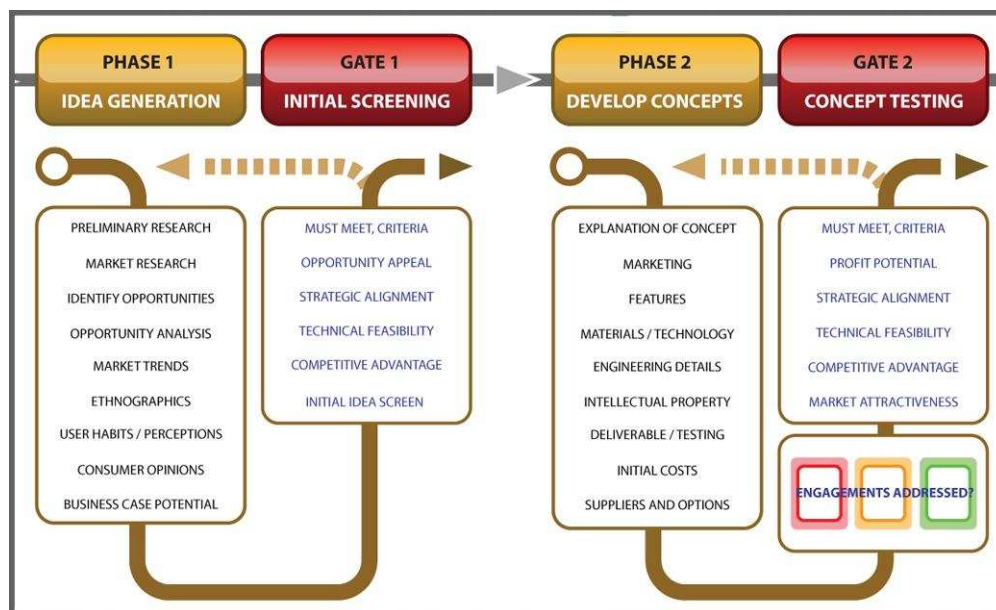 PHASE 1
IDEA GENERATION
GATE 1
INITIAL SCREENING
PHASE 2
DEVELOP CONCEPTS
GATE 2
CONCEPT TESTING
PRELIMINARY RESEARCH
MARKET RESEARCH
IDENTIFY OPPORTUNITIES
OPPORTUNITY ANALYSIS
MARKET TRENDS
ETHNOGRAPHICS
USER HABITS / PERCEPTIONS
CONSUMER OPINIONS
BUSINESS CASE POTENTIAL
MUST MEET, CRITERIA
OPPORTUNITY APPEAL
STRATEGIC ALIGNMENT
TECHNICAL FEASIBILITY
COMPETITIVE ADVANTAGE
INITIAL IDEA SCREEN
EXPLANATION OF CONCEPT
MARKETING
FEATURES
MATERIALS / TECHNOLOGY
ENGINEERING DETAILS
INTELLECTUAL PROPERTY
DELIVERABLE / TESTING
INITIAL COSTS
SUPPLIERS AND OPTIONS
MUST MEET, CRITERIA
PROFIT POTENTIAL
STRATEGIC ALIGNMENT
TECHNICAL FEASIBILITY
COMPETITIVE ADVANTAGE
MARKET ATTRACTIVENESS
ENGAGEMENTS ADDRESSED?